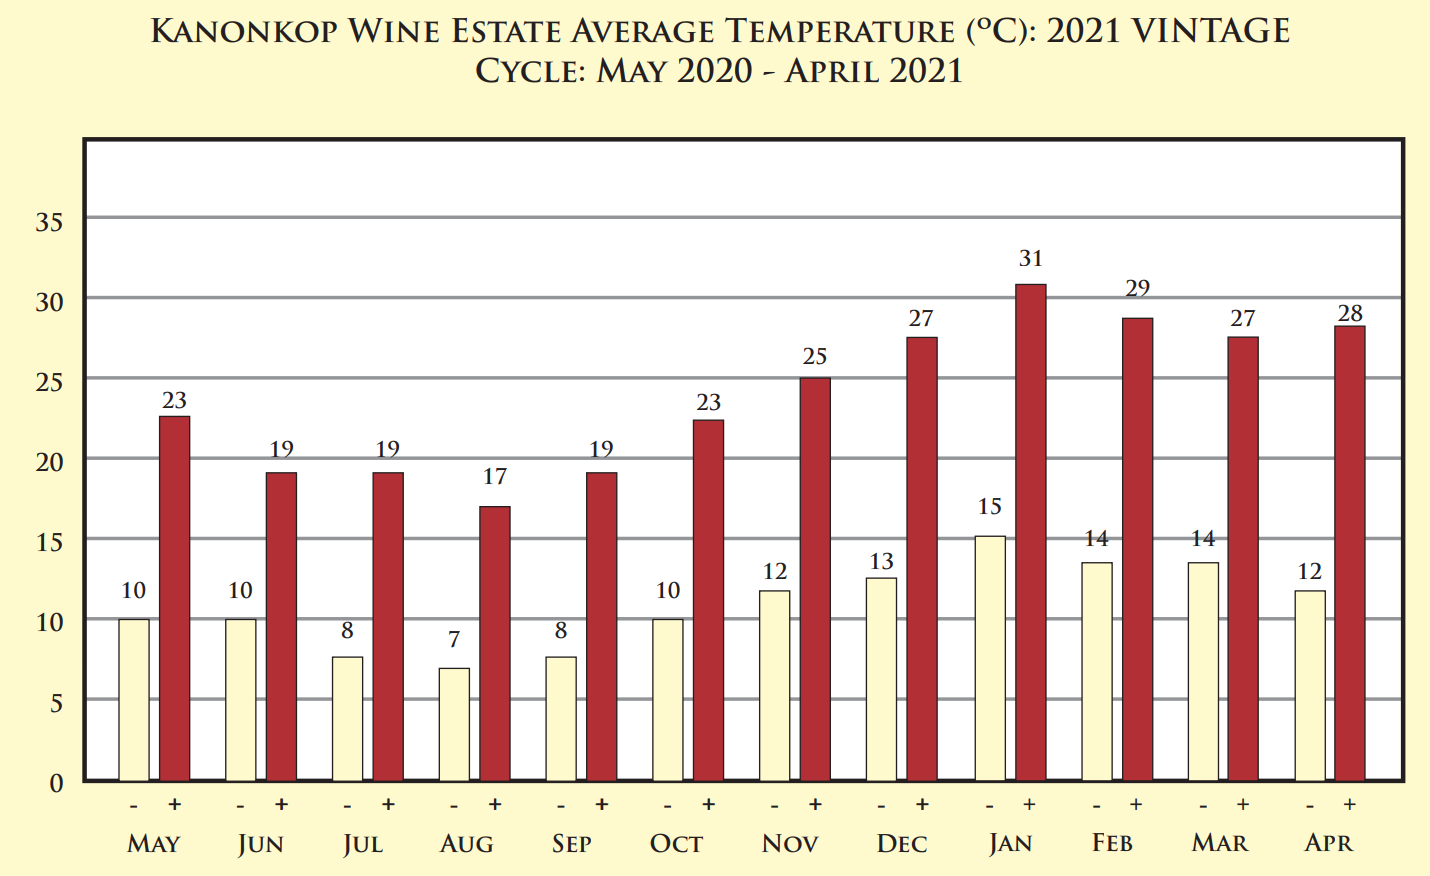 Kanonkop Wine Estate Average Temperature (ºC): 2021 VINTAGE
Cycle: May 2020 - April 2021
35
30
25
20
15
10
5
0
10 23 10 19 8 19 7 17 8 19 10 23 12 25 13 27 15 31 14 29 14 27 12 28
- + - + - + - + - + - + - + - + - + - + - + - +
May Jun Jul Aug Sep Oct Nov Dec Jan Feb Mar Apr